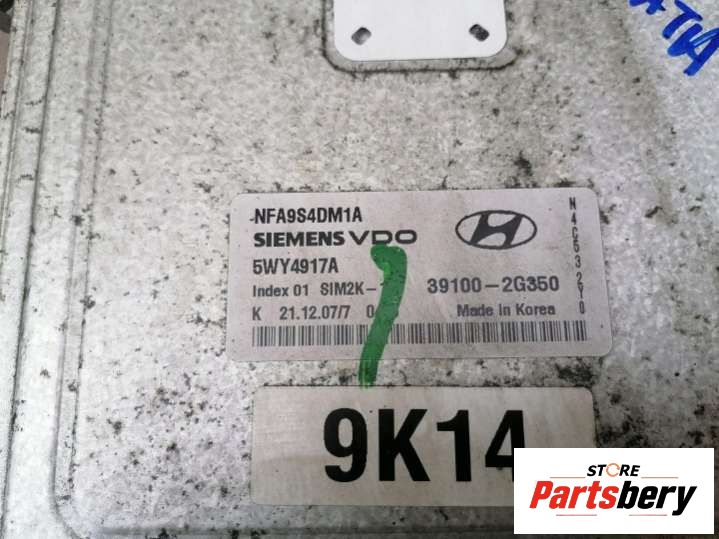 NFA9S4DM1A
SIEMENS VDO
5WY4917A
39100-2G350
Index 01 SIM2K-
K 21.12.07/7 0
Made in Korea
9K14
STORE
Partsbery